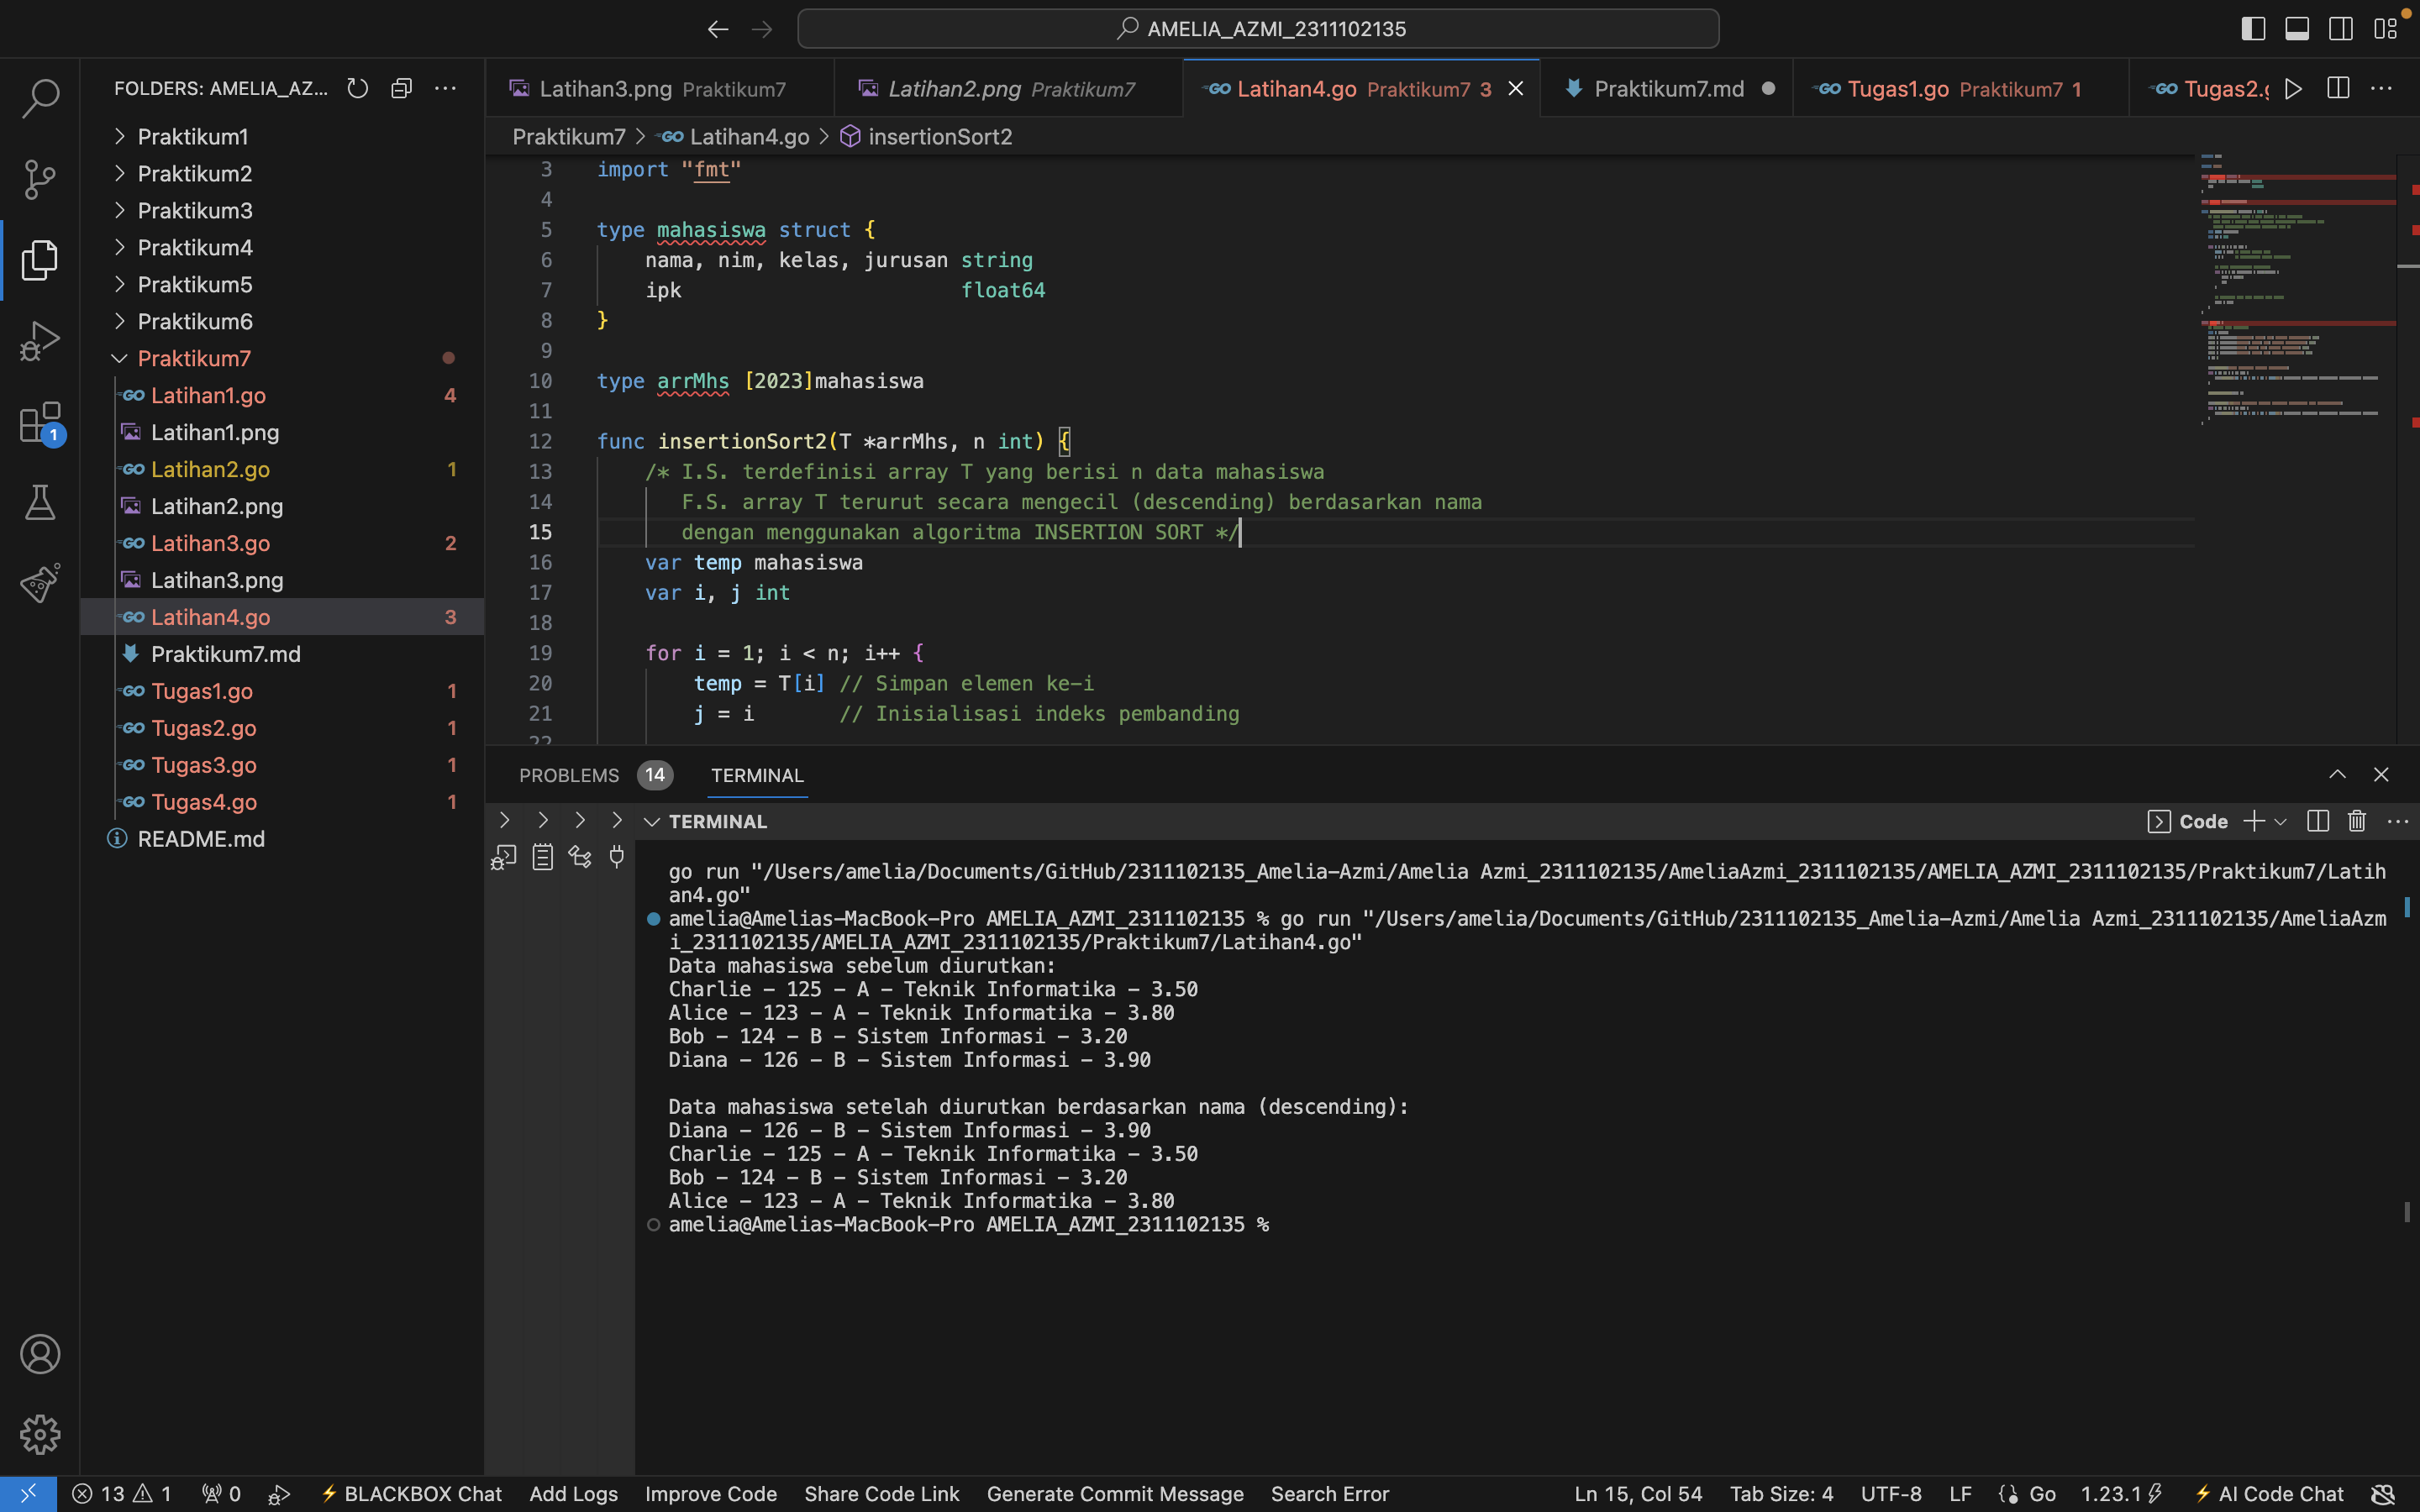 AMELIA_AZMI_2311102135
FOLDERS: AMELIA_AZ...
Praktikum1
Praktikum2
Praktikum3
Praktikum4
Praktikum5
Praktikum6
Praktikum7
Latihan1.go 4
Latihan1.png
Latihan2.go 1
Latihan2.png
Latihan3.go 2
Latihan3.png
Latihan4.go 3
Praktikum7.md
Tugas1.go 1
Tugas2.go 1
Tugas3.go 1
Tugas4.go 1
README.md
1
Latihan3.png Praktikum7
Latihan2.png Praktikum7
GO Latihan4.go Praktikum7 3
Praktikum7.md
GO Tugas1.go Praktikum7 1
GO Tugas2.g
Praktikum7 > GO Latihan4.go > insertionSort2
3 import "fmt"
4
5 type mahasiswa struct {
6 nama, nim, kelas, jurusan string
7 ipk float64
8 }
9
10 type arrMhs [2023]mahasiswa
11
12 func insertionSort2(T *arrMhs, n int) {
13 /* I.S. terdefinisi array T yang berisi n data mahasiswa
14 F.S. array T terurut secara mengecil (descending) berdasarkan nama
15 dengan menggunakan algoritma INSERTION SORT */
16 var temp mahasiswa
17 var i, j int
18
19 for i = 1; i < n; i++ {
20 temp = T[i] // Simpan elemen ke-i
21 j = i // Inisialisasi indeks pembanding
22
PROBLEMS 14 TERMINAL
TERMINAL
Code
go run "/Users/amelia/Documents/GitHub/2311102135_Amelia-Azmi/Amelia Azmi_2311102135/AmeliaAzmi_2311102135/AMELIA_AZMI_2311102135/Praktikum7/Latih
an4.go"
amelia@Amelias-MacBook-Pro AMELIA_AZMI_2311102135 % go run "/Users/amelia/Documents/GitHub/2311102135_Amelia-Azmi/Amelia Azmi_2311102135/AmeliaAzm
i_2311102135/AMELIA_AZMI_2311102135/Praktikum7/Latihan4.go"
Data mahasiswa sebelum diurutkan:
Charlie - 125 - A - Teknik Informatika - 3.50
Alice - 123 - A - Teknik Informatika - 3.80
Bob - 124 - B - Sistem Informasi - 3.20
Diana - 126 - B - Sistem Informasi - 3.90
Data mahasiswa setelah diurutkan berdasarkan nama (descending):
Diana - 126 - B - Sistem Informasi - 3.90
Charlie - 125 - A - Teknik Informatika - 3.50
Bob - 124 - B - Sistem Informasi - 3.20
Alice - 123 - A - Teknik Informatika - 3.80
amelia@Amelias-MacBook-Pro AMELIA_AZMI_2311102135 %
13 1 0 BLACKBOX Chat Add Logs Improve Code Share Code Link Generate Commit Message Search Error Ln 15, Col 54 Tab Size: 4 UTF-8 LF Go 1.23.1 AI Code Chat